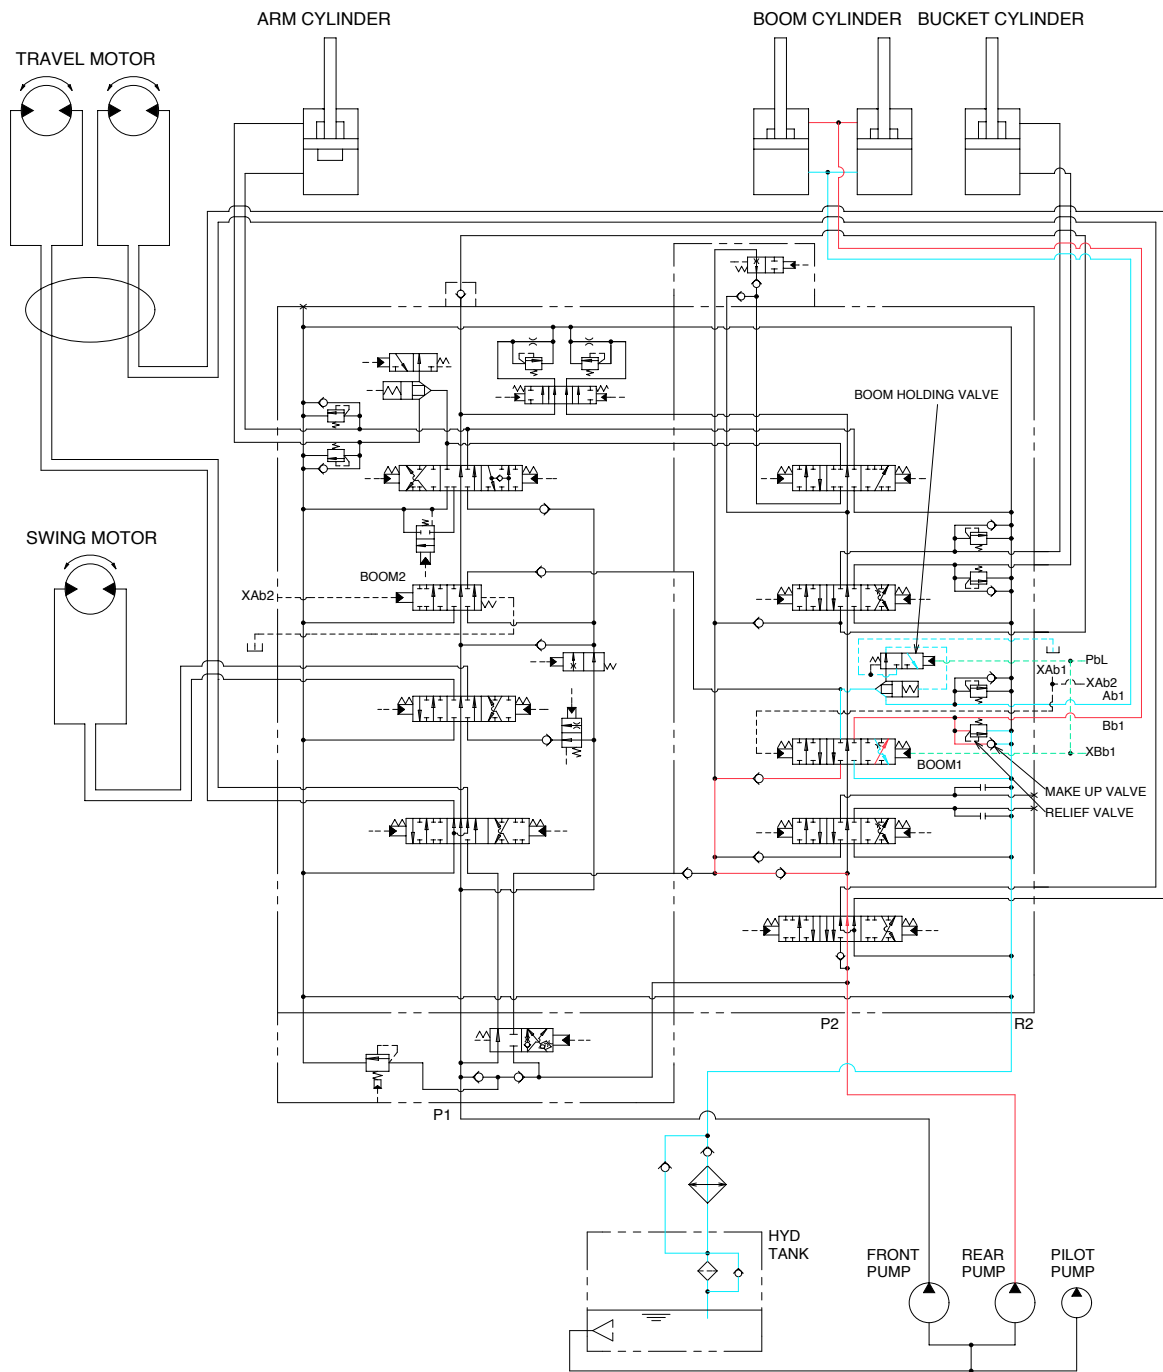 ARM CYLINDER
BOOM CYLINDER
BUCKET CYLINDER
TRAVEL MOTOR
BOOM HOLDING VALVE
SWING MOTOR
BOOM2
XAb2
XAb1
PbL
XAb2
Ab1
Bb1
XBb1
BOOM1
MAKE UP VALVE
RELIEF VALVE
P2
R2
P1
HYD
TANK
FRONT
PUMP
REAR
PUMP
PILOT
PUMP